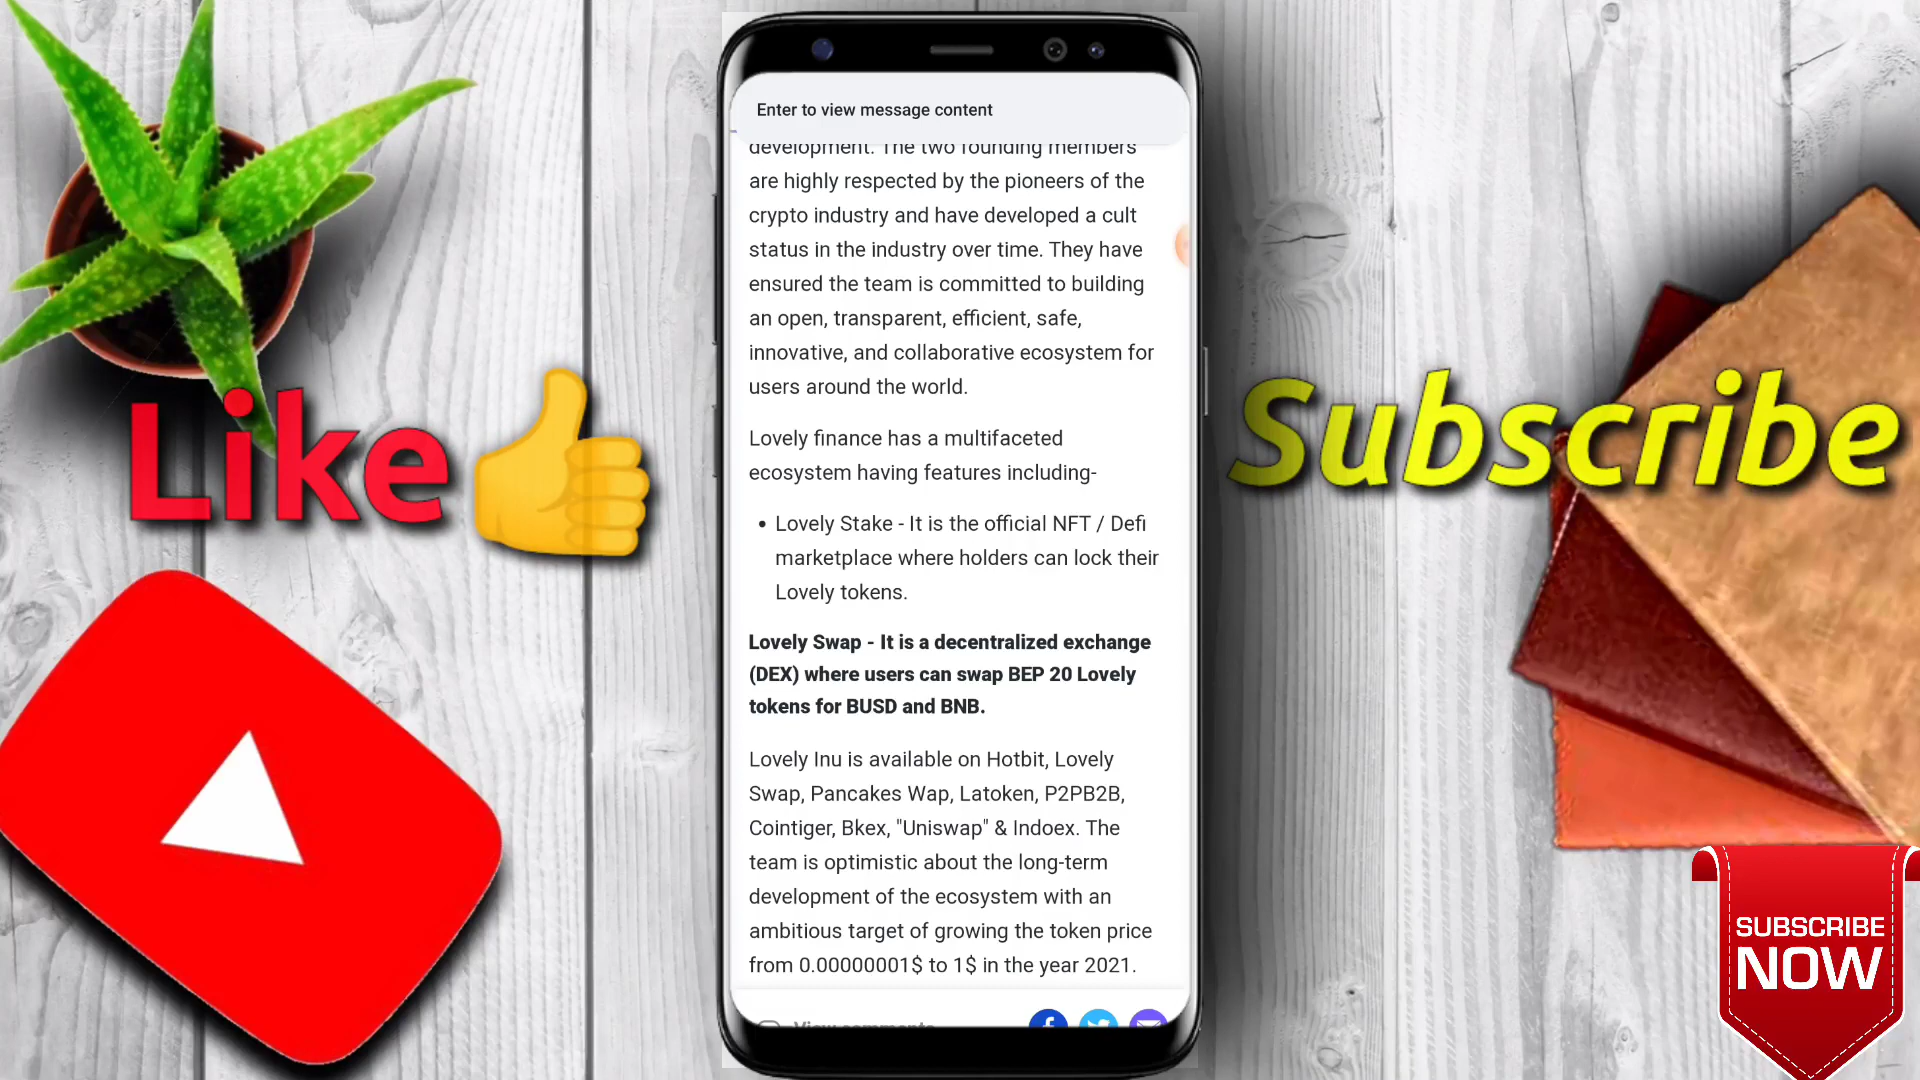 Enter to view message content
development. The two founding members
are highly respected by the pioneers of the
crypto industry and have developed a cult
status in the industry over time. They have
ensured the team is committed to building
an open, transparent, efficient, safe,
innovative, and collaborative ecosystem for
users around the world.
Lovely finance has a multifaceted
ecosystem having features including-
• Lovely Stake - It is the official NFT / Defi
marketplace where holders can lock their
Lovely tokens.
Lovely Swap - It is a decentralized exchange
(DEX) where users can swap BEP 20 Lovely
tokens for BUSD and BNB.
Lovely Inu is available on Hotbit, Lovely
Swap, Pancakes Wap, Latoken, P2PB2B,
Cointiger, Bkex, "Uniswap" & Indoex. The
team is optimistic about the long-term
development of the ecosystem with an
ambitious target of growing the token price
from 0.00000001$ to 1$ in the year 2021.
View comments
Like
Subscribe
SUBSCRIBE
NOW